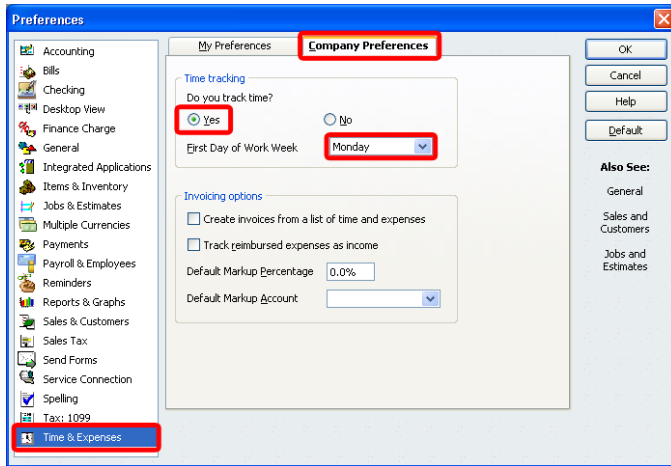 Preferences
Accounting
Bills
Checking
Desktop View
Finance Charge
General
Integrated Applications
Items & Inventory
Jobs & Estimates
Multiple Currencies
Payments
Payroll & Employees
Reminders
Reports & Graphs
Sales & Customers
Sales Tax
Send Forms
Service Connection
Spelling
Tax: 1099
Time & Expenses
My Preferences
Company Preferences
Time tracking
Do you track time?
Yes
No
First Day of Work Week
Monday
Invoicing options
Create invoices from a list of time and expenses
Track reimbursed expenses as income
Default Markup Percentage
0.0%
Default Markup Account
OK
Cancel
Help
Default
Also See:
General
Sales and
Customers
Jobs and
Estimates